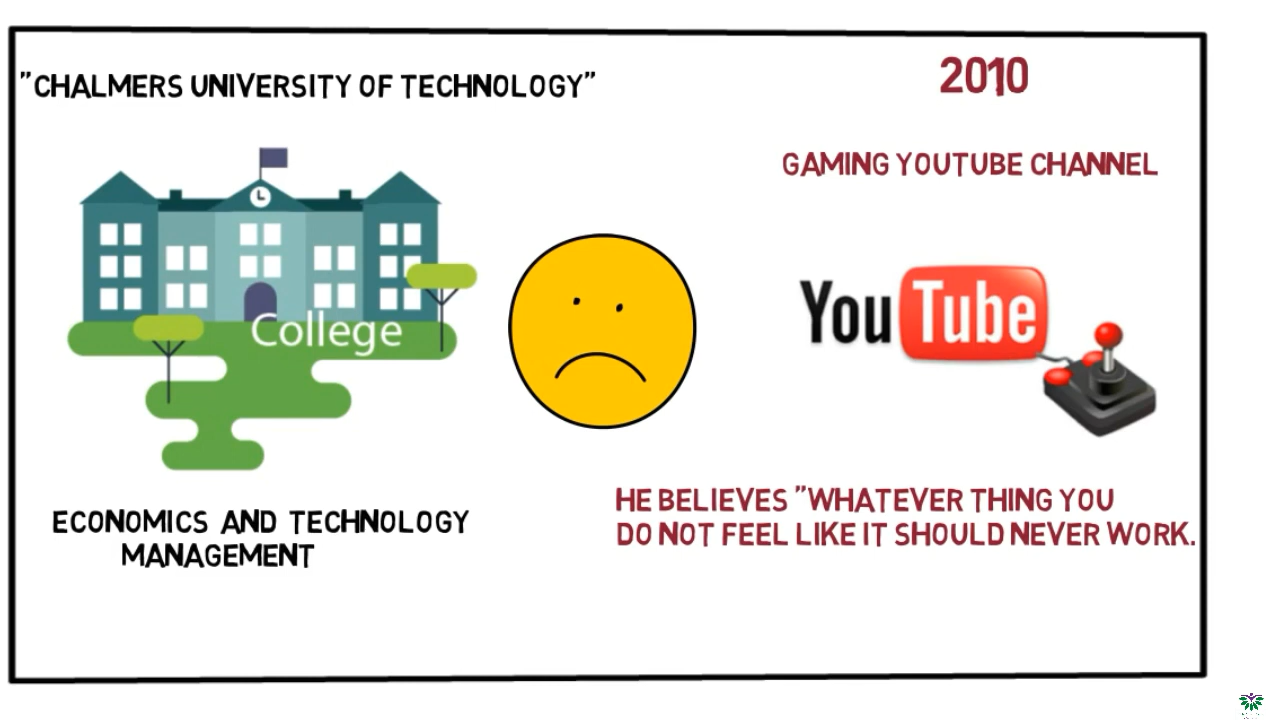 "CHALMERS UNIVERSITY OF TECHNOLOGY"
2010
GAMING YOUTUBE CHANNEL
College
YouTube
ECONOMICS AND TECHNOLOGY
MANAGEMENT
HE BELIEVES "WHATEVER THING YOU
DO NOT FEEL LIKE IT SHOULD NEVER WORK.